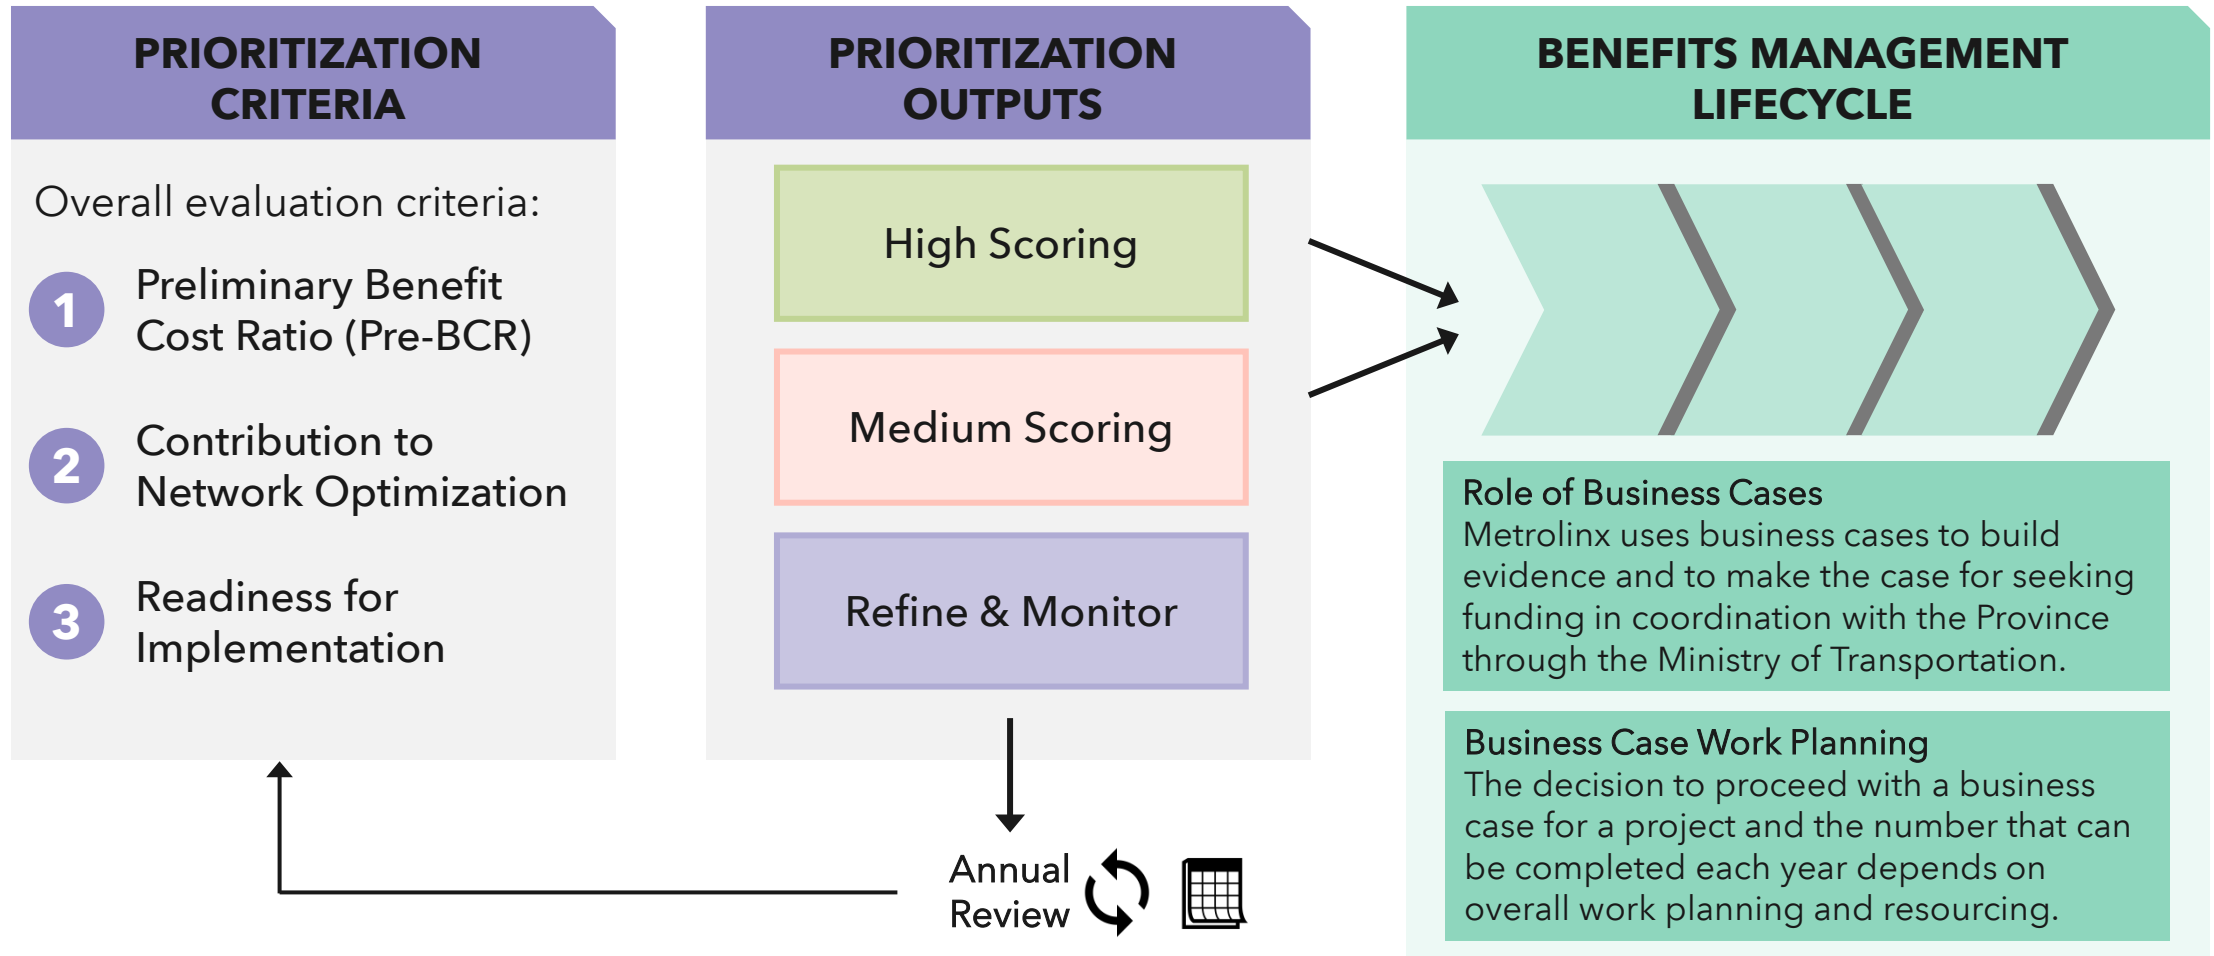 PRIORITIZATION
CRITERIA
Overall evaluation criteria:
1
Preliminary Benefit
Cost Ratio (Pre-BCR)
2
Contribution to
Network Optimization
3
Readiness for
Implementation
PRIORITIZATION
OUTPUTS
High Scoring
Medium Scoring
Refine & Monitor
Annual
Review
BENEFITS MANAGEMENT
LIFECYCLE
Role of Business Cases
Metrolinx uses business cases to build
evidence and to make the case for seeking
funding in coordination with the Province
through the Ministry of Transportation.
Business Case Work Planning
The decision to proceed with a business
case for a project and the number that can
be completed each year depends on
overall work planning and resourcing.